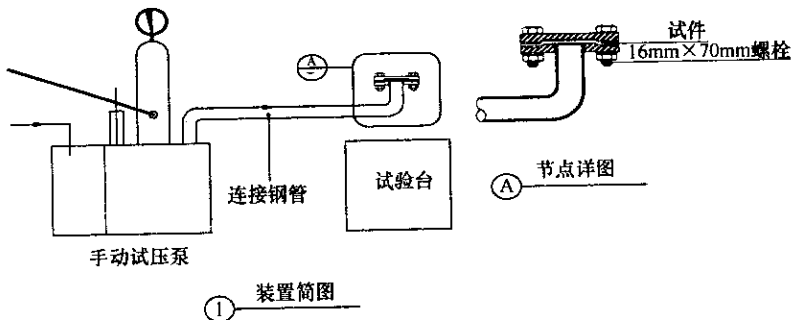 试件
16mm×70mm螺栓
A
连接钢管
试验台
A 节点详图
手动试压泵
1 装置简图